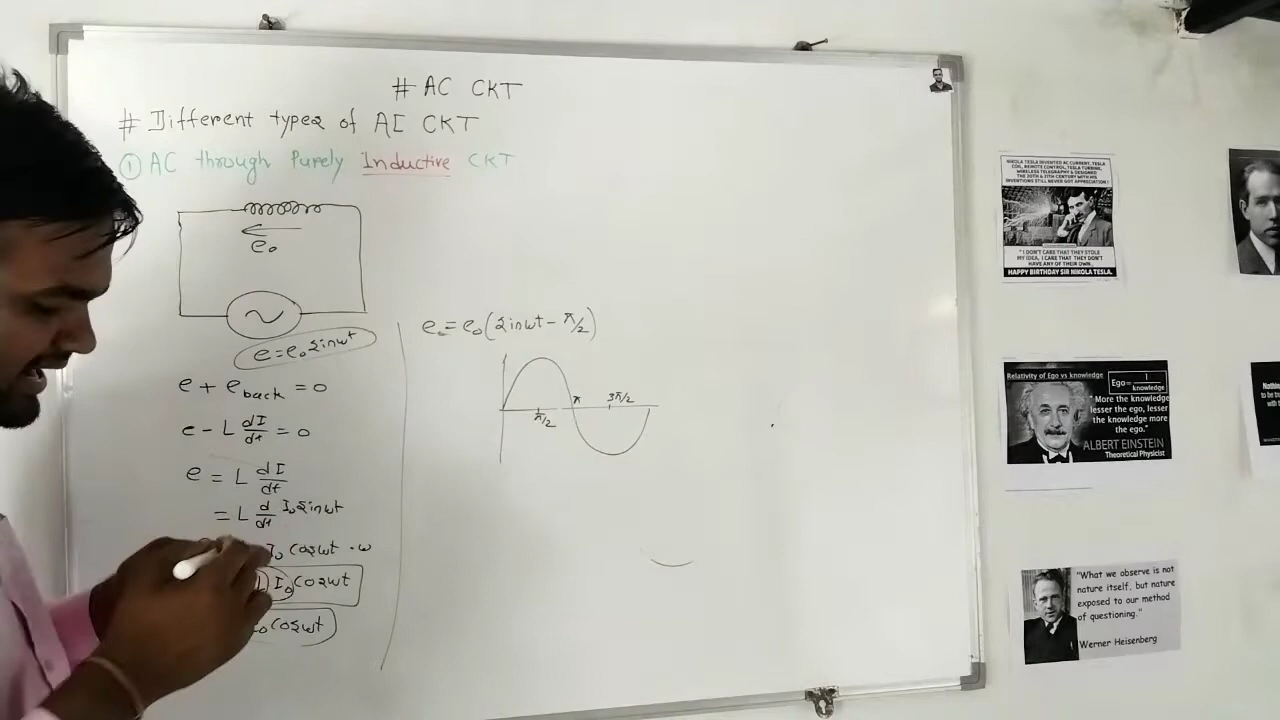 # AC CKT
# Different types of AI CKT
① AC through Purely Inductive CKT
e₀
e = e₀ sinωt
e + e back = 0
e - L dI/dt = 0
e = L dI/dt
= L d/dt I₀ sinωt
I₀ cosωt · ω
I₀ cosωt
cosωt
e = e₀(sinωt - π/2)
π/2
π
3π/2
NIKOLA TESLA INVENTED AC CURRENT, TESLA
COIL, REMOTE CONTROL, TESLA TURBINE,
WIRELESS TELEGRAPHY & DESIGNED
THE 20TH & 21TH CENTURY WITH HIS
INVENTIONS STILL NEVER GOT APPRECIATION !
"I DON'T CARE THAT THEY STOLE
MY IDEA, I CARE THAT THEY DON'T
HAVE ANY OF THEIR OWN.
HAPPY BIRTHDAY SIR NIKOLA TESLA.
Relativity of Ego vs knowledge
Ego = 1/knowledge
"More the knowledge
lesser the ego, lesser
the knowledge more
the ego."
ALBERT EINSTEIN
Theoretical Physicist
"What we observe is not
nature itself, but nature
exposed to our method
of questioning."
Werner Heisenberg